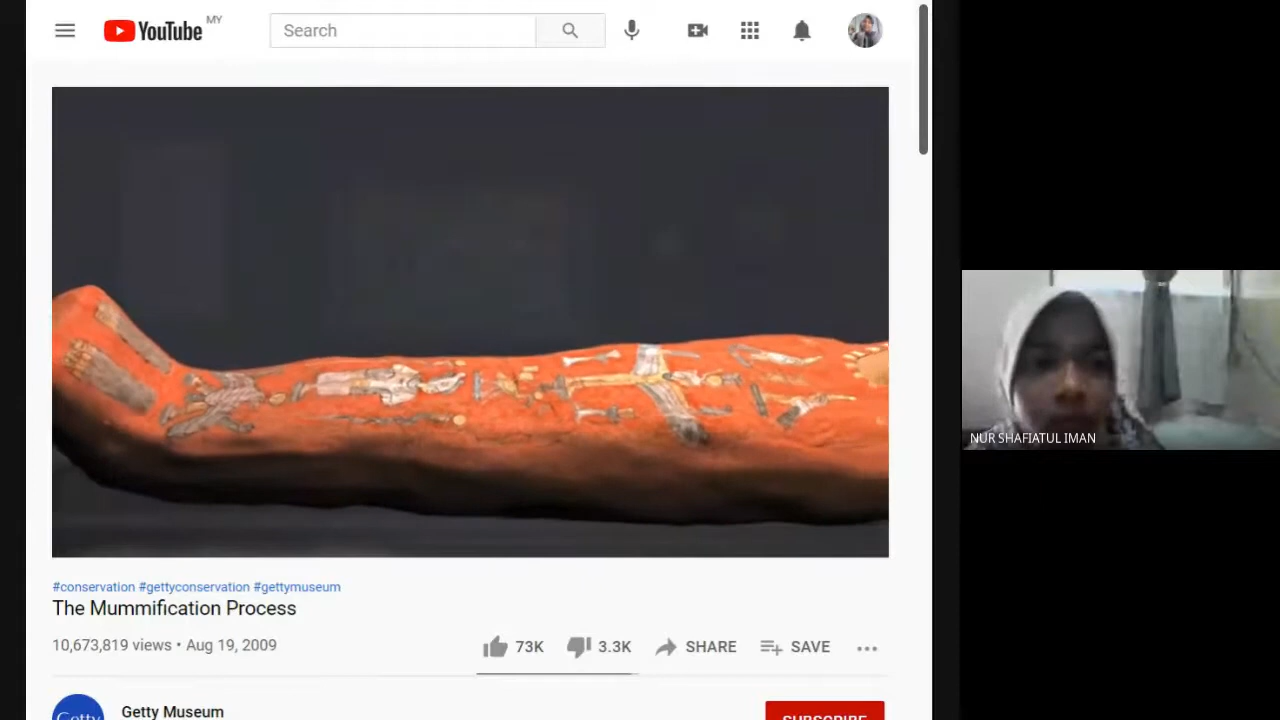 YouTube MY
Search
#conservation #gettyconservation #gettymuseum
The Mummification Process
10,673,819 views • Aug 19, 2009
73K 3.3K SHARE SAVE
Getty Getty Museum
SUBSCRIBE
NUR SHAFIATUL IMAN